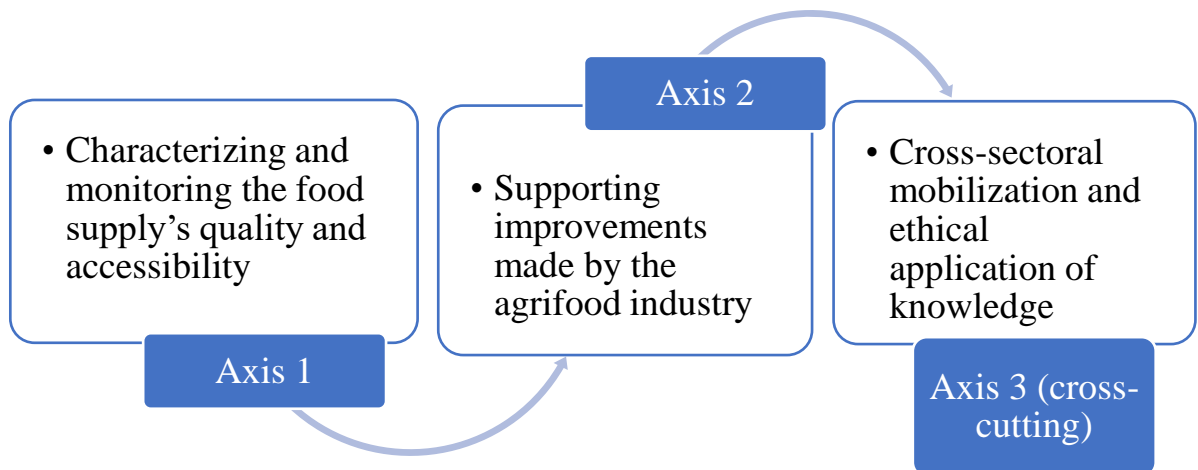 • Characterizing and
monitoring the food
supply’s quality and
accessibility
Axis 1
Axis 2
• Supporting
improvements
made by the
agrifood industry
• Cross-sectoral
mobilization and
ethical
application of
knowledge
Axis 3 (cross-
cutting)